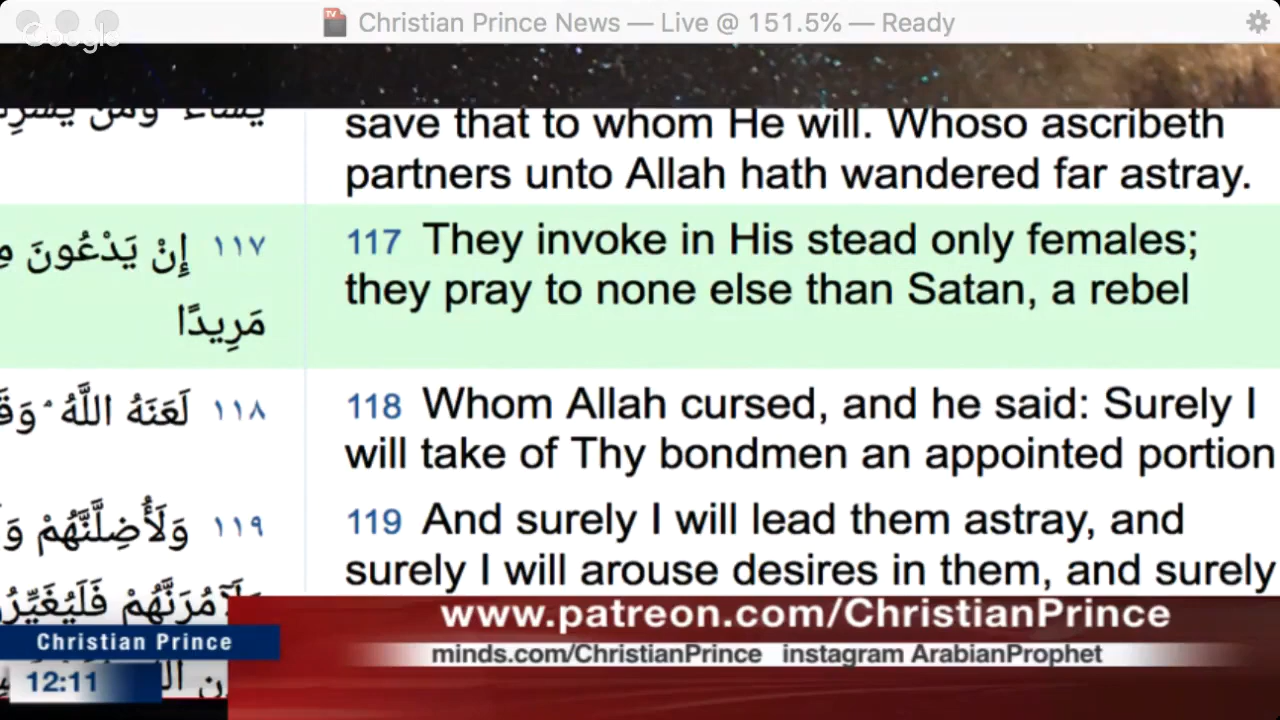 Christian Prince News — Live @ 151.5% — Ready
Google
save that to whom He will. Whoso ascribeth
partners unto Allah hath wandered far astray.
إِنْ يَدْعُونَ ١١٧
مَرِيدًا
117 They invoke in His stead only females;
they pray to none else than Satan, a rebel
لَعَنَهُ اللَّهُ ۘ ١١٨
118 Whom Allah cursed, and he said: Surely I
will take of Thy bondmen an appointed portion
وَلَأُضِلَّنَّهُمْ ١١٩
119 And surely I will lead them astray, and
surely I will arouse desires in them, and surely
www.patreon.com/ChristianPrince
Christian Prince
minds.com/ChristianPrince instagram ArabianProphet
12:11